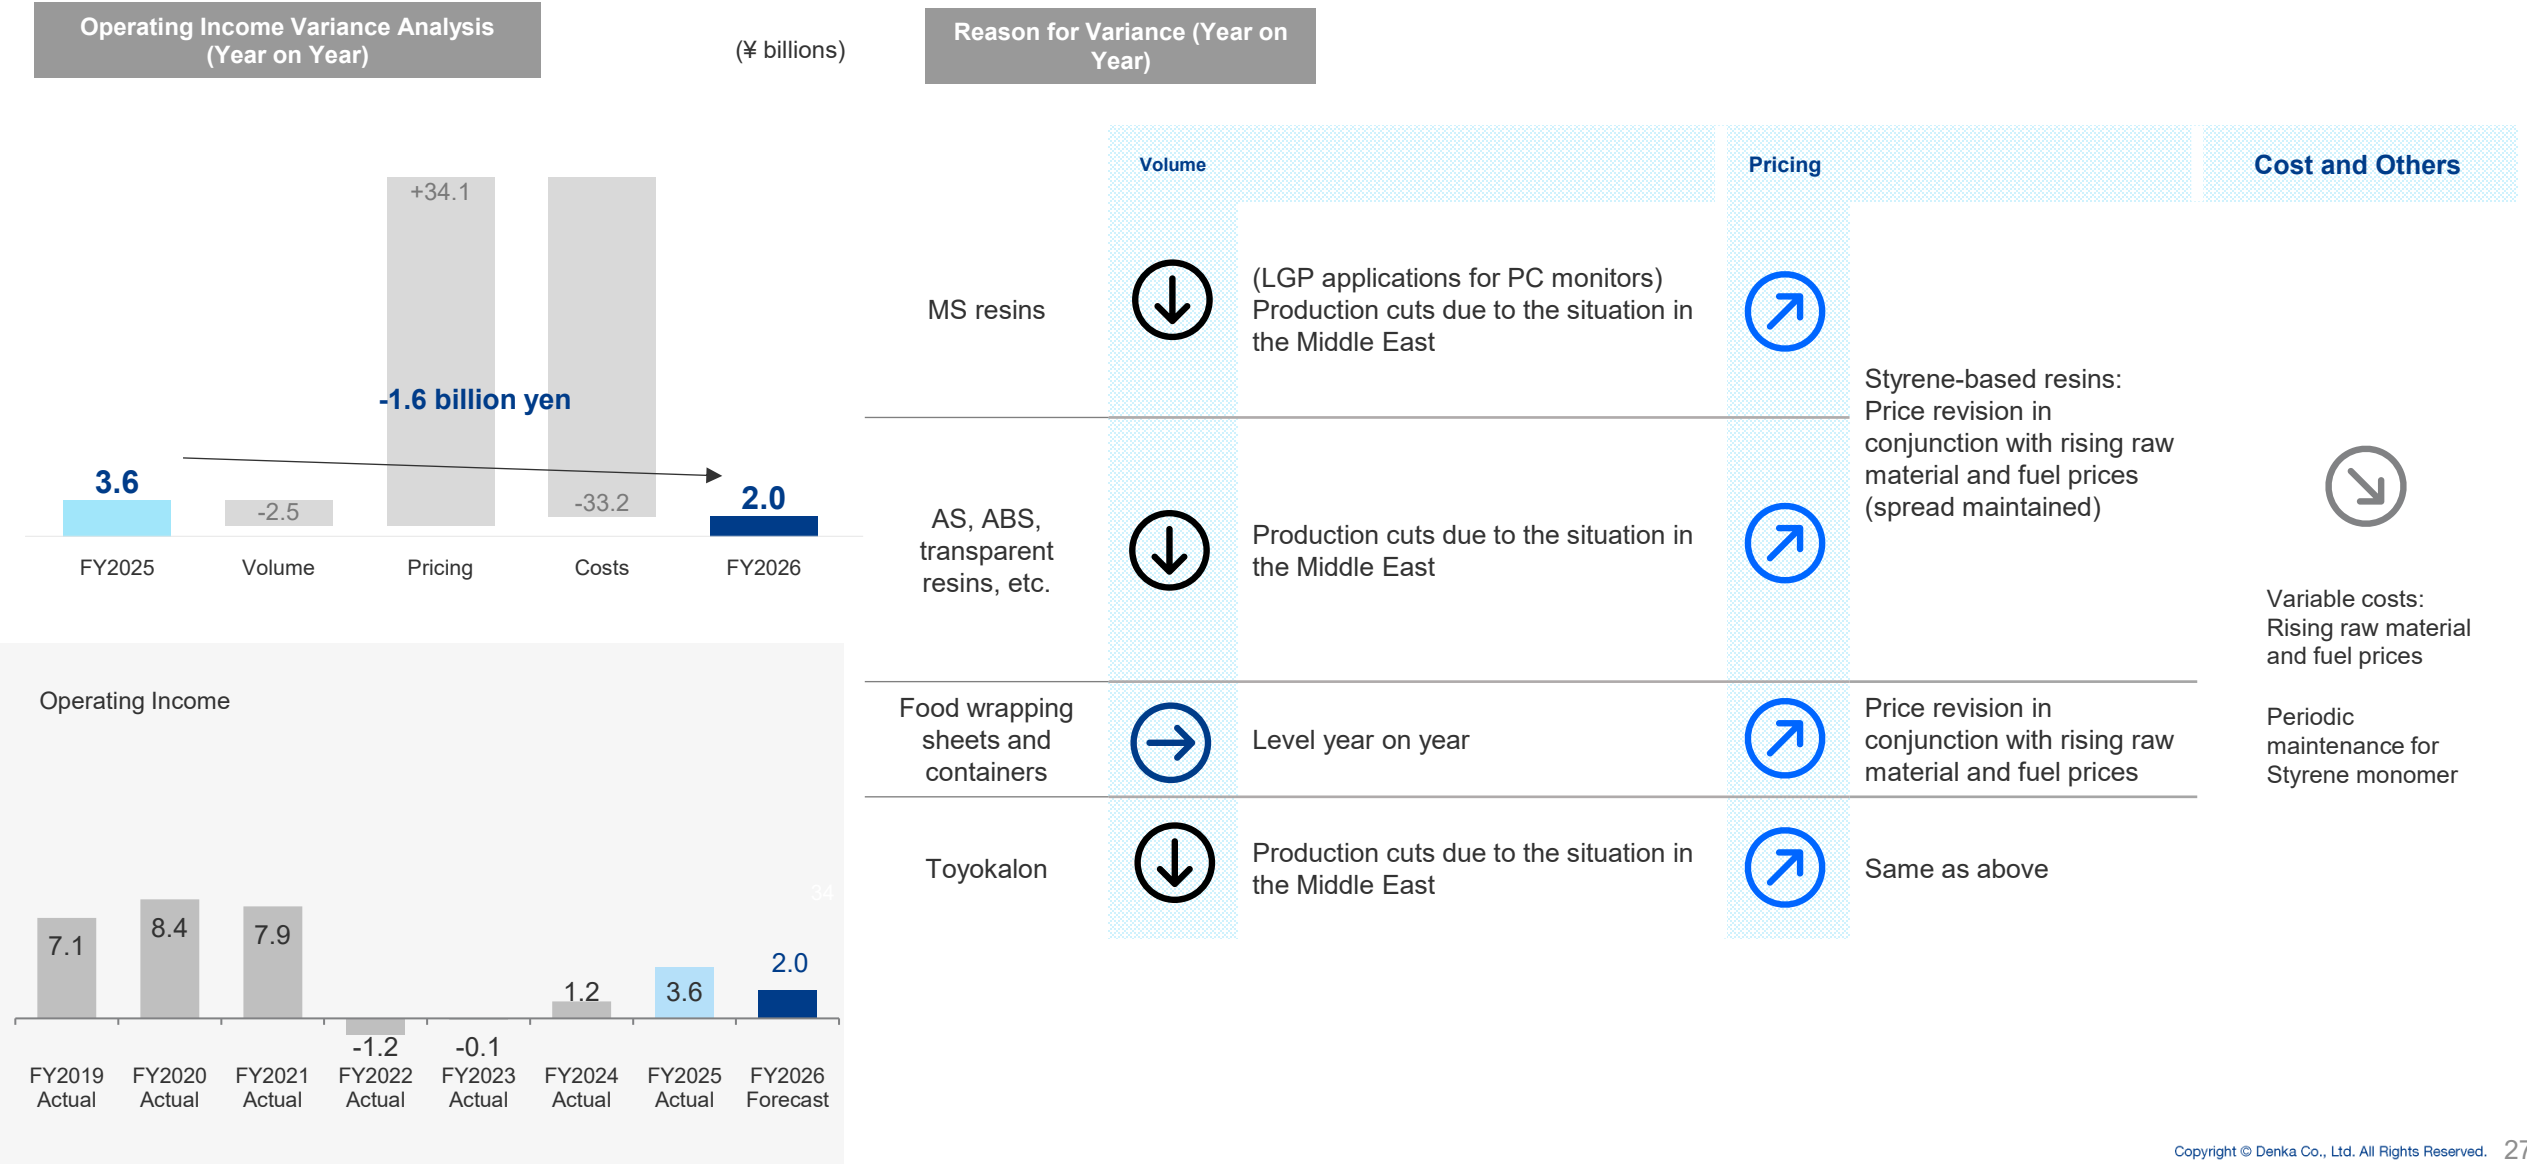 Operating Income Variance Analysis
(Year on Year)
(¥ billions)
+34.1
-1.6 billion yen
3.6
-2.5
-33.2
2.0
FY2025
Volume
Pricing
Costs
FY2026
Operating Income
34
7.1
8.4
7.9
-1.2
-0.1
1.2
3.6
2.0
FY2019
Actual
FY2020
Actual
FY2021
Actual
FY2022
Actual
FY2023
Actual
FY2024
Actual
FY2025
Actual
FY2026
Forecast
Reason for Variance (Year on
Year)
Volume
Pricing
Cost and Others
MS resins
(LGP applications for PC monitors)
Production cuts due to the situation in
the Middle East
Styrene-based resins:
Price revision in
conjunction with rising raw
material and fuel prices
(spread maintained)
AS, ABS,
transparent
resins, etc.
Production cuts due to the situation in
the Middle East
Food wrapping
sheets and
containers
Level year on year
Price revision in
conjunction with rising raw
material and fuel prices
Toyokalon
Production cuts due to the situation in
the Middle East
Same as above
Variable costs:
Rising raw material
and fuel prices
Periodic
maintenance for
Styrene monomer
Copyright © Denka Co., Ltd. All Rights Reserved.
27